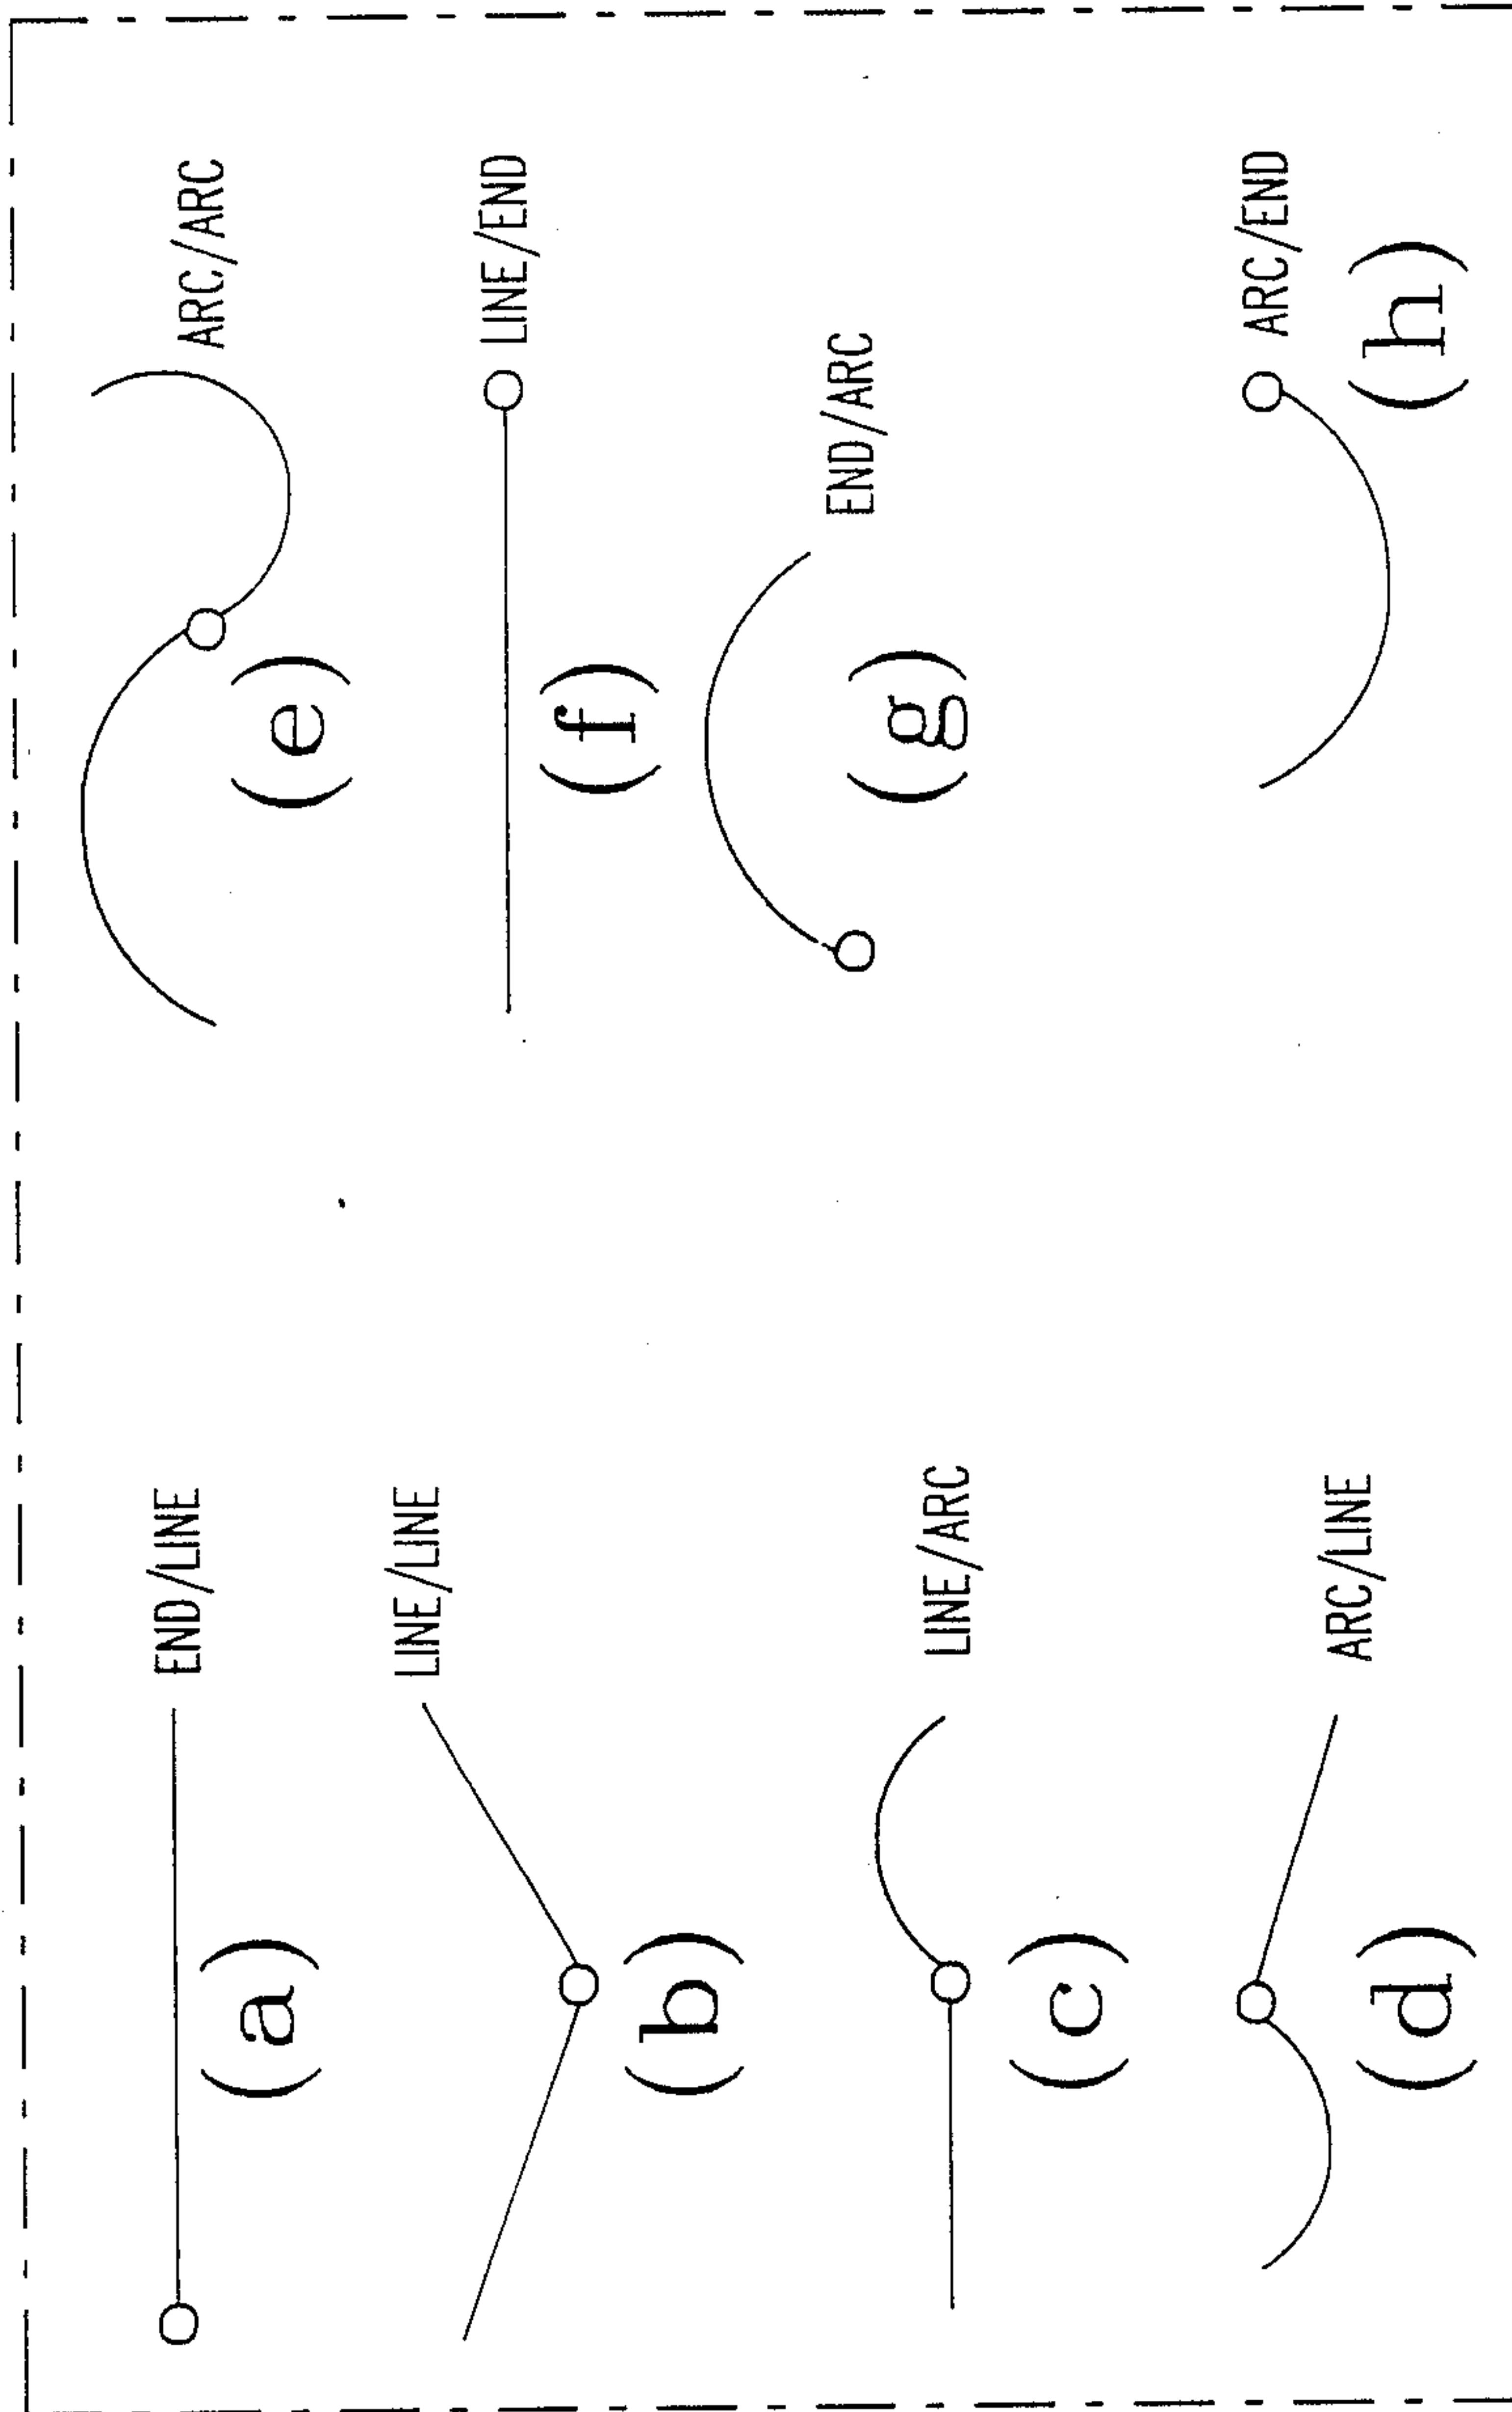 END/LINE
(a)
LINE/LINE
(b)
LINE/ARC
(c)
ARC/LINE
(d)
ARC/ARC
(e)
LINE/END
(f)
END/ARC
(g)
ARC/END
(h)